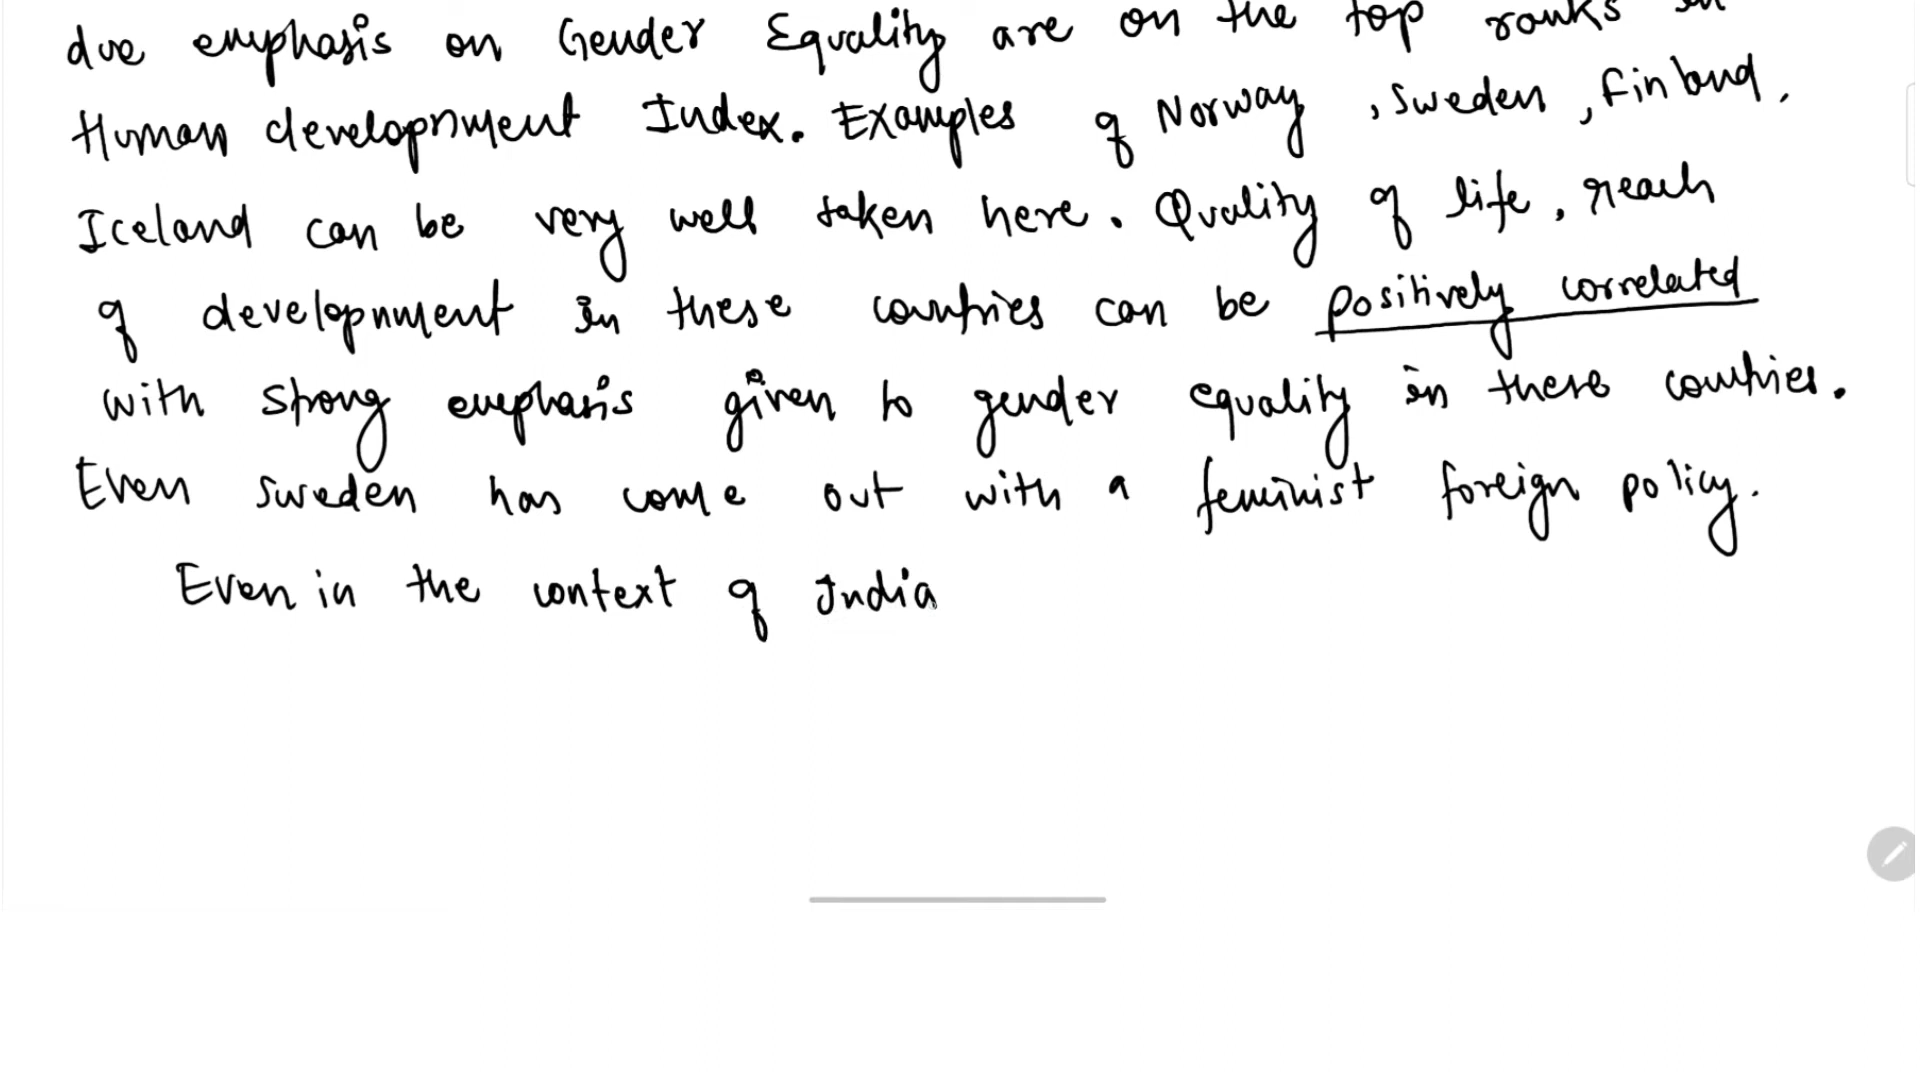 due emphasis on Gender Equality are on the top ranks in
Human development Index. Examples of Norway, Sweden, Finland,
Iceland can be very well taken here. Quality of life, reach
of development in these countries can be positively correlated
with strong emphasis given to gender equality in these countries.
Even Sweden has come out with a feminist foreign policy.
Even in the context of India